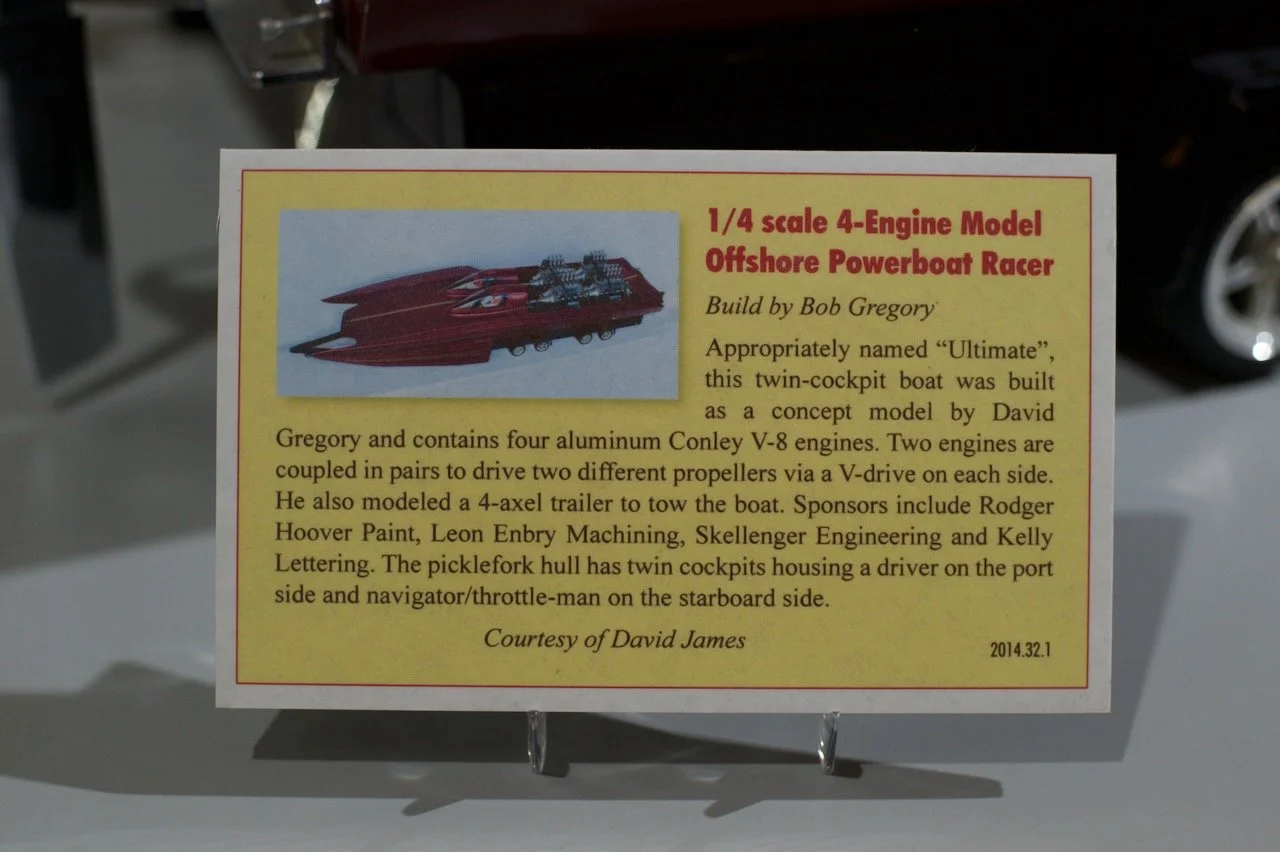 1/4 scale 4-Engine Model
Offshore Powerboat Racer
Build by Bob Gregory
Appropriately named “Ultimate”,
this twin-cockpit boat was built
as a concept model by David
Gregory and contains four aluminum Conley V-8 engines. Two engines are
coupled in pairs to drive two different propellers via a V-drive on each side.
He also modeled a 4-axel trailer to tow the boat. Sponsors include Rodger
Hoover Paint, Leon Enbry Machining, Skellenger Engineering and Kelly
Lettering. The picklefork hull has twin cockpits housing a driver on the port
side and navigator/throttle-man on the starboard side.
Courtesy of David James
2014.32.1